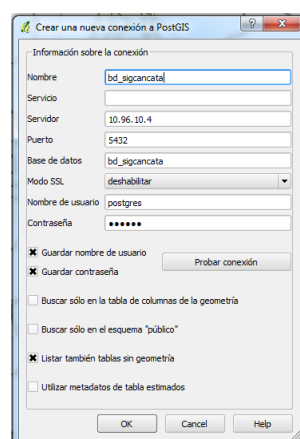 Crear una nueva conexión a PostGIS
Información sobre la conexión
Nombre bd_sigcancata
Servicio
Servidor 10.96.10.4
Puerto 5432
Base de datos bd_sigcancata
Modo SSL deshabilitar
Nombre de usuario postgres
Contraseña ●●●●●●
Guardar nombre de usuario
Guardar contraseña
Probar conexión
Buscar sólo en la tabla de columnas de la geometría
Buscar sólo en el esquema "público"
Listar también tablas sin geometría
Utilizar metadatos de tabla estimados
OK Cancel Help